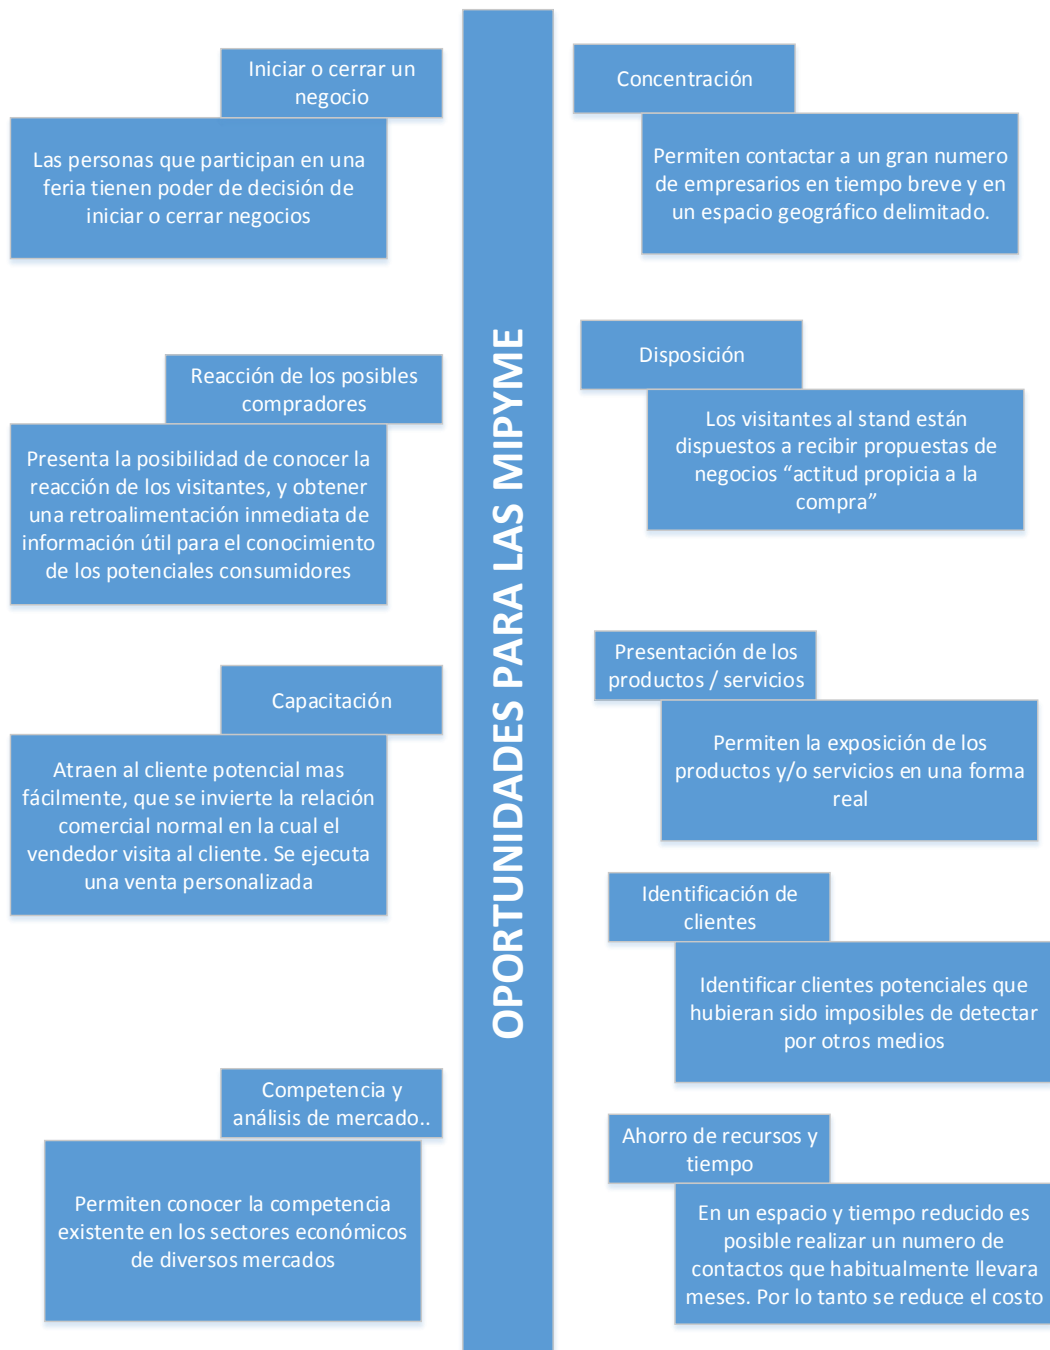 Iniciar o cerrar un
negocio
Las personas que participan en una
feria tienen poder de decisión de
iniciar o cerrar negocios
Reacción de los posibles
compradores
Presenta la posibilidad de conocer la
reacción de los visitantes, y obtener
una retroalimentación inmediata de
información útil para el conocimiento
de los potenciales consumidores
Capacitación
Atraen al cliente potencial mas
fácilmente, que se invierte la relación
comercial normal en la cual el
vendedor visita al cliente. Se ejecuta
una venta personalizada
Competencia y
análisis de mercado..
Permiten conocer la competencia
existente en los sectores económicos
de diversos mercados
OPORTUNIDADES PARA LAS MIPYME
Concentración
Permiten contactar a un gran numero
de empresarios en tiempo breve y en
un espacio geográfico delimitado.
Disposición
Los visitantes al stand están
dispuestos a recibir propuestas de
negocios “actitud propicia a la
compra”
Presentación de los
productos / servicios
Permiten la exposición de los
productos y/o servicios en una forma
real
Identificación de
clientes
Identificar clientes potenciales que
hubieran sido imposibles de detectar
por otros medios
Ahorro de recursos y
tiempo
En un espacio y tiempo reducido es
posible realizar un numero de
contactos que habitualmente llevara
meses. Por lo tanto se reduce el costo